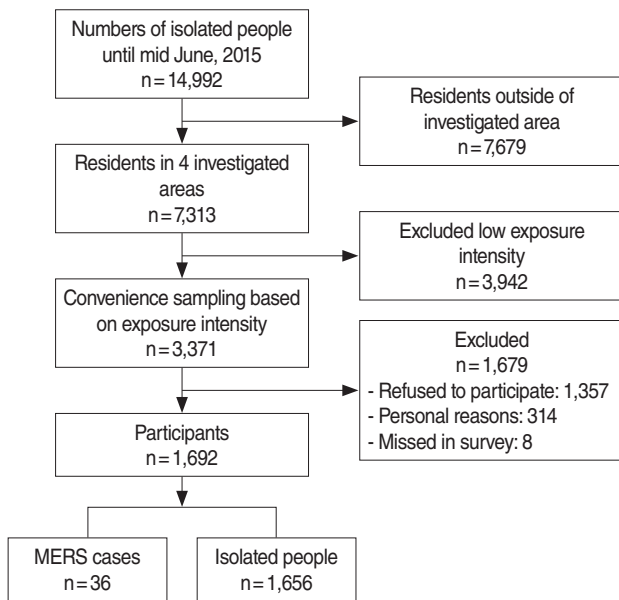 Numbers of isolated people
until mid June, 2015
n=14,992
Residents outside of
investigated area
n=7,679
Residents in 4 investigated
areas
n=7,313
Excluded low exposure
intensity
n=3,942
Convenience sampling based
on exposure intensity
n=3,371
Excluded
n=1,679
- Refused to participate: 1,357
- Personal reasons: 314
- Missed in survey: 8
Participants
n=1,692
MERS cases
n=36
Isolated people
n=1,656